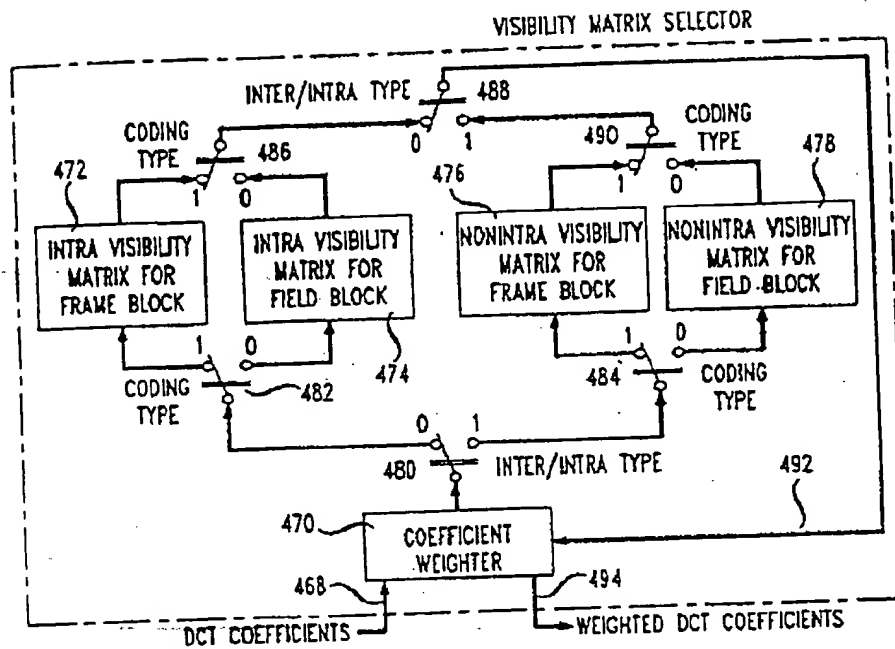 VISIBILITY MATRIX SELECTOR
INTER/INTRA TYPE
488
0
1
CODING
TYPE
486
1
0
490
CODING
TYPE
1
0
472
476
478
INTRA VISIBILITY
MATRIX FOR
FRAME BLOCK
INTRA VISIBILITY
MATRIX FOR
FIELD BLOCK
NONINTRA VISIBILITY
MATRIX FOR
FRAME BLOCK
NONINTRA VISIBILITY
MATRIX FOR
FIELD BLOCK
1
0
CODING
TYPE
482
474
1
0
484
CODING
TYPE
0
1
480
INTER/INTRA TYPE
492
470
COEFFICIENT
WEIGHTER
468
494
DCT COEFFICIENTS
WEIGHTED DCT COEFFICIENTS